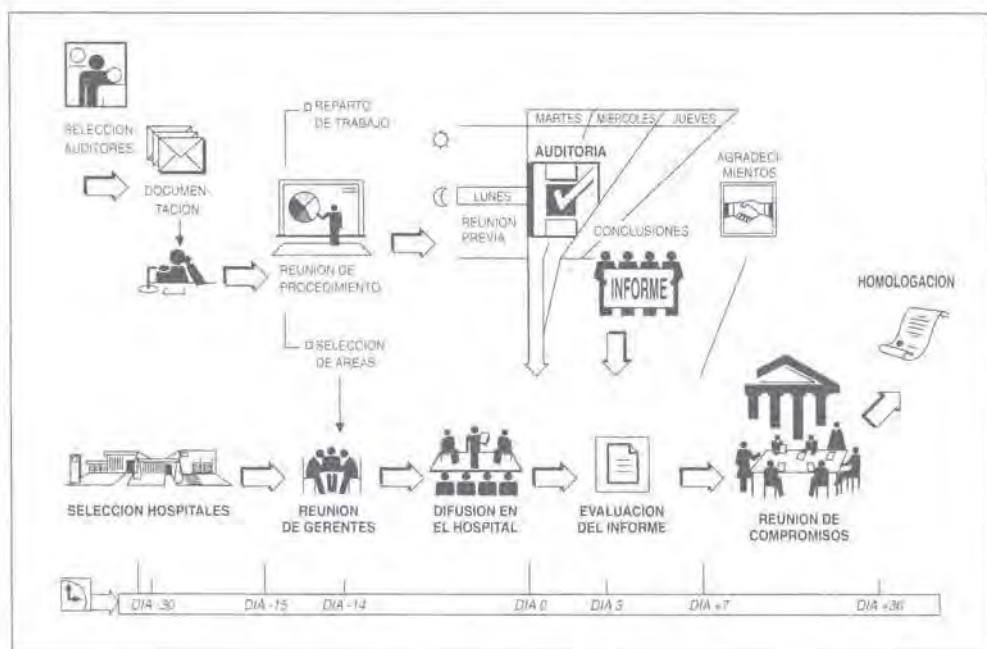 SELECCION
AUDITORES
DOCUMEN-
TACION
REPARTO
DE TRABAJO
REUNION DE
PROCEDIMIENTO
SELECCION
DE AREAS
MARTES MIERCOLES JUEVES
AUDITORIA
LUNES
REUNION
PREVIA
CONCLUSIONES
INFORME
AGRADECI-
MIENTOS
HOMOLOGACION
SELECCION HOSPITALES
REUNION
DE GERENTES
DIFUSION EN
EL HOSPITAL
EVALUACION
DEL INFORME
REUNION DE
COMPROMISOS
DIA -30 DIA -15 DIA -14 DIA 0 DIA 3 DIA +7 DIA +36